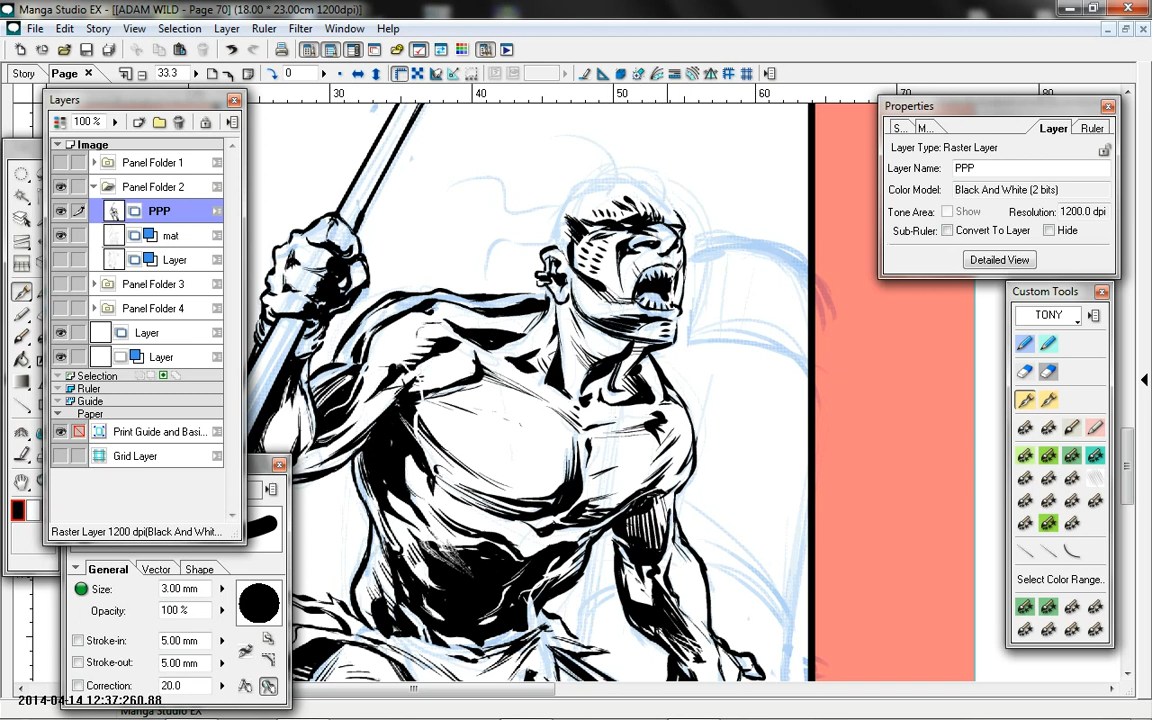 Manga Studio EX - [[ADAM WILD - Page 70] (18.00 * 23.00cm 1200dpi)]
File Edit Story View Selection Layer Ruler Filter Window Help
33.3 0
Story Page
30 40 50 60 70 80
Layers
100 %
Image
Panel Folder 1
Panel Folder 2
PPP
mat
Layer
Panel Folder 3
Panel Folder 4
Layer
Layer
Selection
Ruler
Guide
Paper
Print Guide and Basi...
Grid Layer
Raster Layer 1200 dpi(Black And Whit...
General Vector Shape
Size: 3.00 mm
Opacity: 100 %
Stroke-in: 5.00 mm
Stroke-out: 5.00 mm
Correction: 20.0
2014-04-14 12:37:260.88
Manga Studio EX
Properties
S... M... Layer Ruler
Layer Type: Raster Layer
Layer Name: PPP
Color Model: Black And White (2 bits)
Tone Area: Show Resolution: 1200.0 dpi
Sub-Ruler: Convert To Layer Hide
Detailed View
Custom Tools
TONY
Select Color Range..